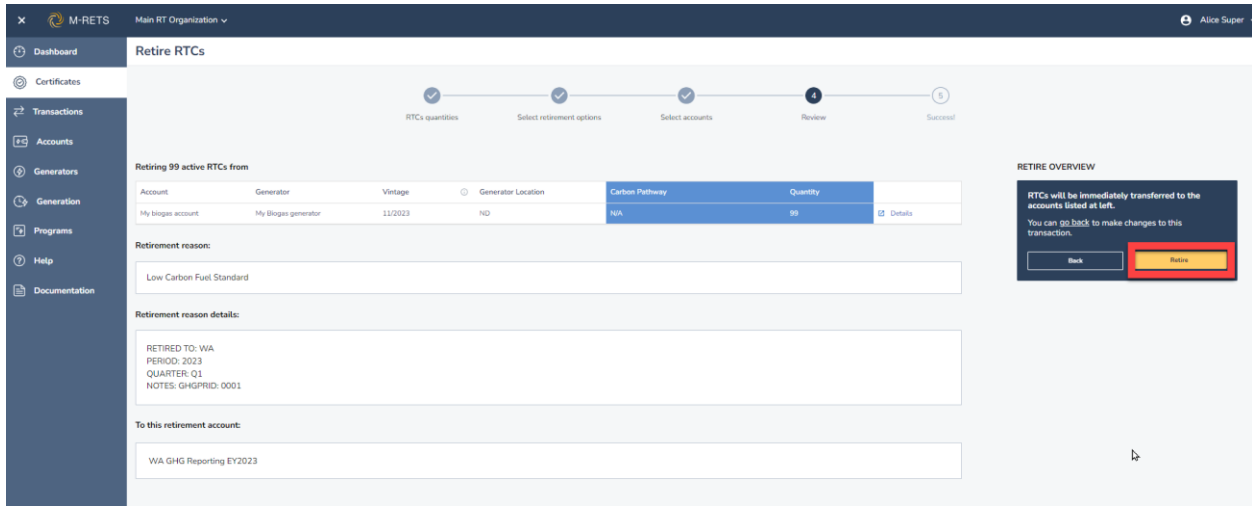 M-RETS
Main RT Organization
Alice Super
Dashboard
Certificates
Transactions
Accounts
Generators
Generation
Programs
Help
Documentation
Retire RTCs
4
5
RTCs quantities
Select retirement options
Select accounts
Review
Success!
Retiring 99 active RTCs from
Account Generator Vintage Generator Location Carbon Pathway Quantity
My biogas account My Biogas generator 11/2023 ND N/A 99 Details
Retirement reason:
Low Carbon Fuel Standard
Retirement reason details:
RETIRED TO: WA
PERIOD: 2023
QUARTER: Q1
NOTES: GHGPRID: 0001
To this retirement account:
WA GHG Reporting EY2023
RETIRE OVERVIEW
RTCs will be immediately transferred to the
accounts listed at left.
You can go back to make changes to this
transaction.
Back
Retire